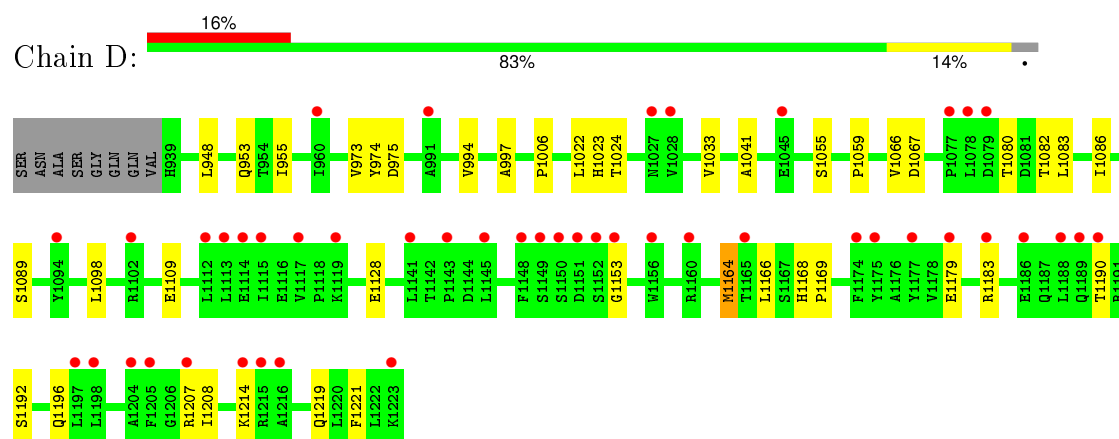 16%
Chain D:
83% 14% •
SER ASN ALA SER GLY GLN GLN VAL H939 L948 Q953 T954 I955 I960 V973 Y974 D975 A991 V994 A997 P1006 L1022 H1023 T1024 N1027 V1028 V1033 A1041 E1045 S1055 P1059 V1066 D1067 P1077 L1078 D1079 T1080 D1081 T1082 L1083 I1086
S1089 Y1094 L1098 R1102 E1109 L1112 L1113 E1114 I1115 E1116 V1117 P1118 K1119 E1128 L1141 T1142 P1143 D1144 L1145 F1148 S1149 S1150 D1151 S1152 G1153 W1156 R1160 M1164 T1165 L1166 S1167 H1168 P1169 F1174 Y1175 A1176 Y1177 V1178 E1179 R1183 E1186 Q1187 L1188 Q1189 T1190
S1192 Q1196 L1197 L1198 A1204 F1205 G1206 R1207 I1208 K1214 R1215 A1216 Q1219 L1220 F1221 L1222 K1223